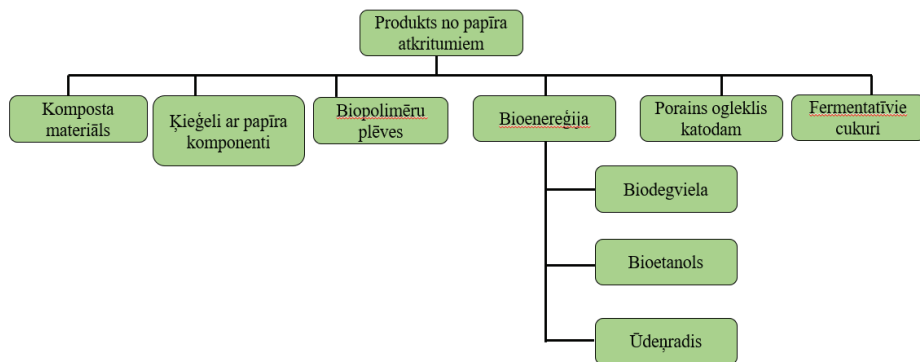 Produkts no papīra
atkritumiem
Komposta
materiāls
Ķieģeli ar papīra
komponenti
Biopolimēru
plēves
Bioenereģija
Porains ogleklis
katodam
Fermentatīvie
cukuri
Biodegviela
Bioetanols
Ūdeņradis